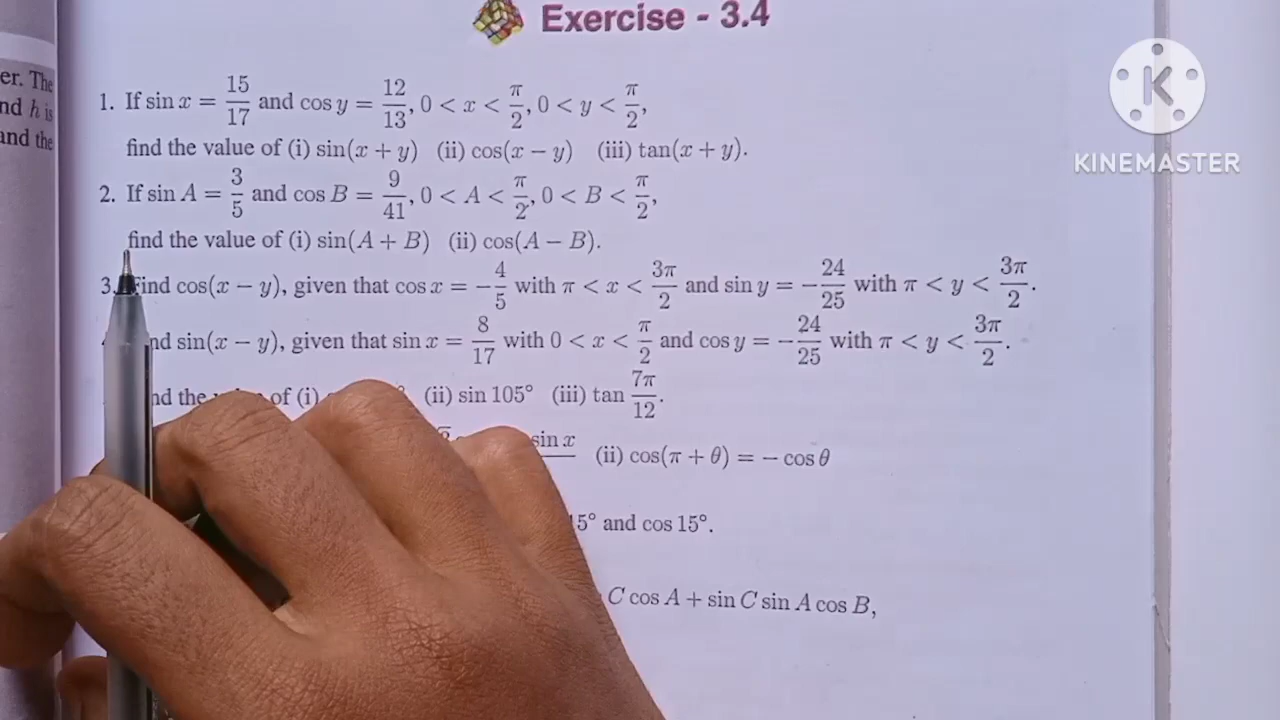 Exercise - 3.4
er. The
nd h is
and the
1. If sin x = 15/17 and cos y = 12/13, 0 < x < π/2, 0 < y < π/2,
find the value of (i) sin(x + y) (ii) cos(x − y) (iii) tan(x + y).
2. If sin A = 3/5 and cos B = 9/41, 0 < A < π/2, 0 < B < π/2,
find the value of (i) sin(A + B) (ii) cos(A − B).
3. Find cos(x − y), given that cos x = −4/5 with π < x < 3π/2 and sin y = −24/25 with π < y < 3π/2.
nd sin(x − y), given that sin x = 8/17 with 0 < x < π/2 and cos y = −24/25 with π < y < 3π/2.
nd the of (i) (ii) sin 105° (iii) tan 7π/12.
sin x (ii) cos(π + θ) = − cos θ
5° and cos 15°.
C cos A + sin C sin A cos B,
KINEMASTER